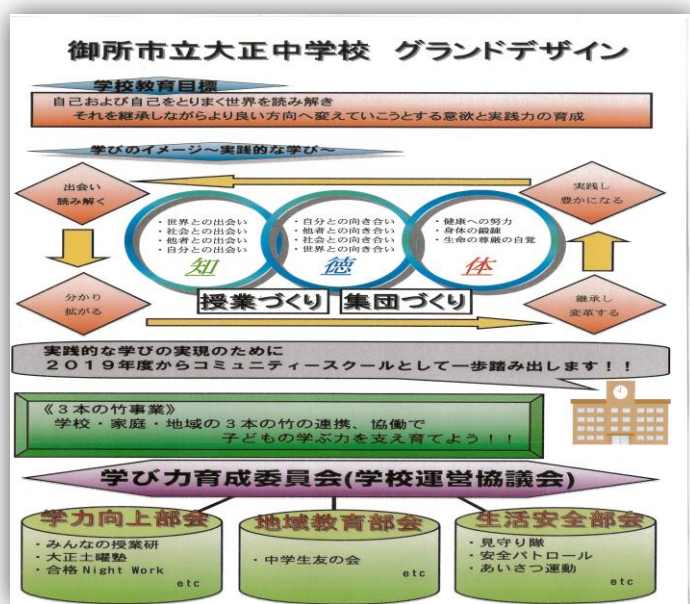 御所市立大正中学校 グランドデザイン
学校教育目標
自己および自己をとりまく世界を読み解き
それを継承しながらより良い方向へ変えていこうとする意欲と実践力の育成
学びのイメージ～実践的な学び～
出会い
読み解く
・世界との出会い
・社会との出会い
・他者との出会い
・自分との出会い
知
・自分との向き合い
・他者との向き合い
・社会との向き合い
・世界との向き合い
徳
・健康への努力
・身体の鍛錬
・生命の尊厳の自覚
体
実践し
豊かになる
分かり
拡がる
授業づくり
集団づくり
継承し
変革する
実践的な学びの実現のために
2019年度からコミュニティースクールとして一歩踏み出します！！
《3本の竹事業》
学校・家庭・地域の3本の竹の連携、協働で
子どもの学ぶ力を支え育てよう！！
学び力育成委員会(学校運営協議会)
学力向上部会
・みんなの授業研
・大正土曜塾
・合格Night Work
etc
地域教育部会
・中学生友の会
etc
生活安全部会
・見守り隊
・安全パトロール
・あいさつ運動
etc